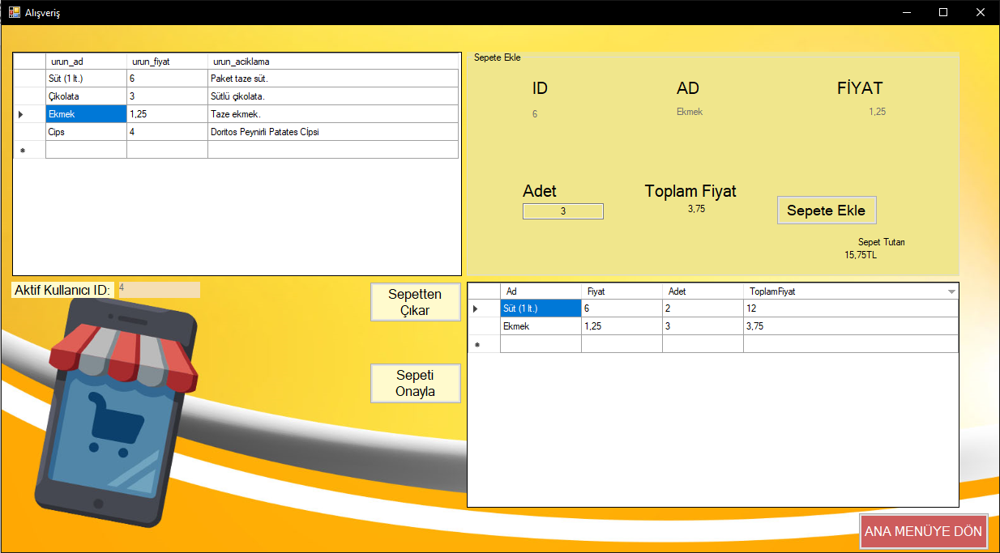 Alışveriş
urun_ad urun_fiyat urun_aciklama
Süt (1 lt.) 6 Paket taze süt.
Çikolata 3 Sütlü çikolata.
Ekmek 1,25 Taze ekmek.
Cips 4 Doritos Peynirli Patates Cİpsi
Sepete Ekle
ID AD FİYAT
6 Ekmek 1,25
Adet Toplam Fiyat
3 3,75
Sepete Ekle
Sepet Tutarı
15,75TL
Aktif Kullanıcı ID: 4
Sepetten
Çıkar
Sepeti
Onayla
Ad Fiyat Adet ToplamFiyat
Süt (1 lt.) 6 2 12
Ekmek 1,25 3 3,75
ANA MENÜYE DÖN